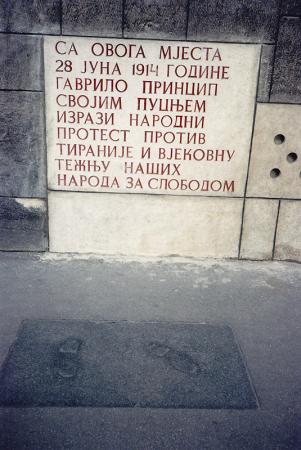 СА ОВОГА МЈЕСТА
28 ЈУНА 1914 ГОДИНЕ
ГАВРИЛО ПРИНЦИП
СВОЈИМ ПУЦЊЕМ
ИЗРАЗИ НАРОДНИ
ПРОТЕСТ ПРОТИВ
ТИРАНИЈЕ И ВЈЕКОВНУ
ТЕЖЊУ НАШИХ
НАРОДА ЗА СЛОБОДОМ